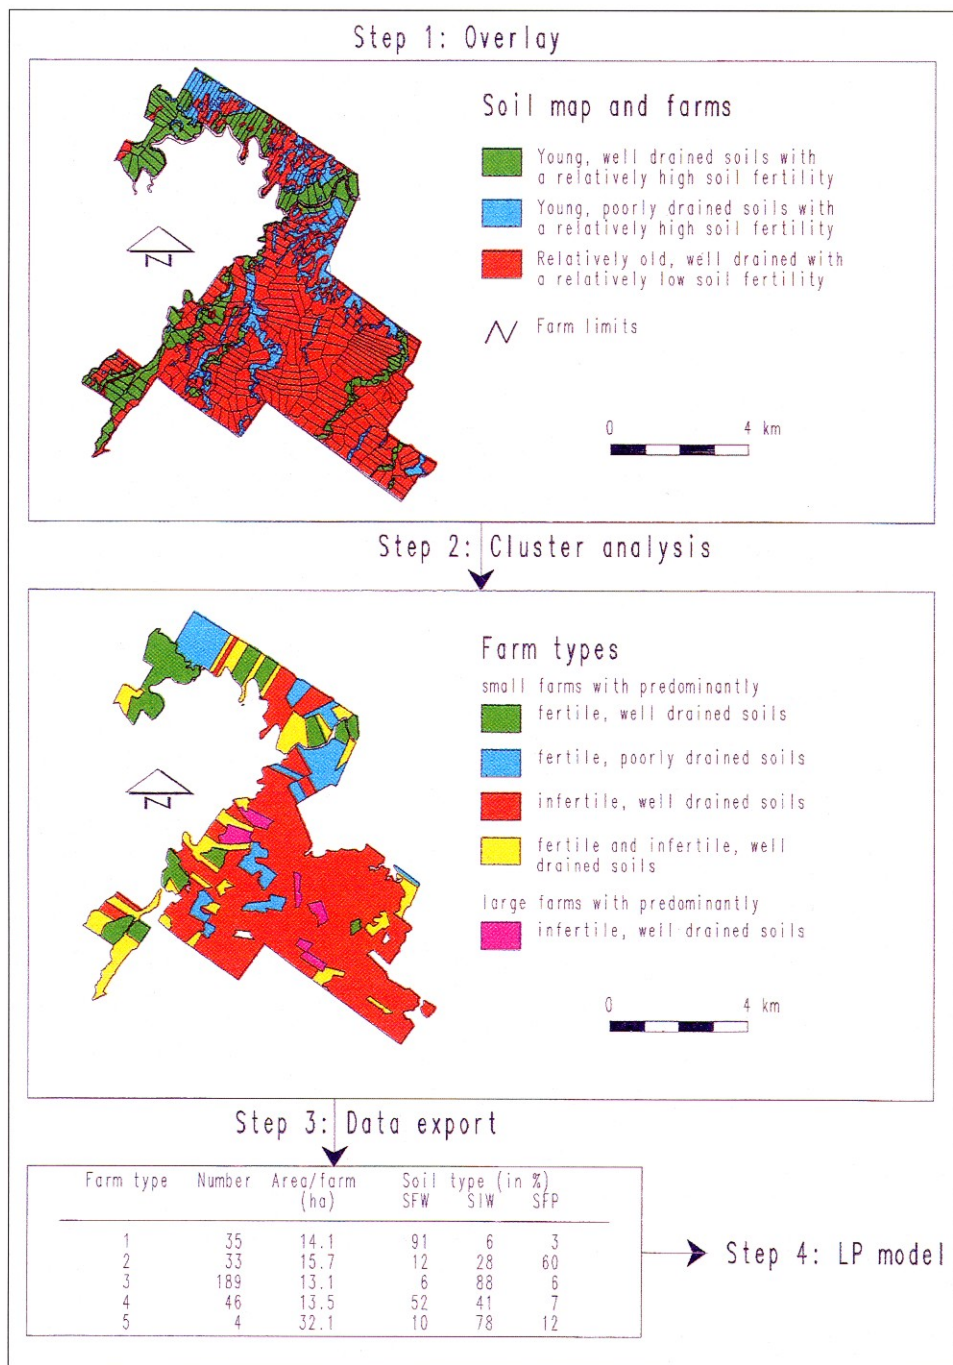 Step 1: Overlay
Soil map and farms
Young, well drained soils with
a relatively high soil fertility
Young, poorly drained soils with
a relatively high soil fertility
Relatively old, well drained with
a relatively low soil fertility
Farm limits
N
0 4 km
Step 2: Cluster analysis
Farm types
small farms with predominantly
fertile, well drained soils
fertile, poorly drained soils
infertile, well drained soils
fertile and infertile, well
drained soils
large farms with predominantly
infertile, well drained soils
N
0 4 km
Step 3: Data export
Farm type Number Area/farm Soil type (in %)
(ha) SFW SIW SFP
1 35 14.1 91 6 3
2 33 15.7 12 28 60
3 189 13.1 6 88 6
4 46 13.5 52 41 7
5 4 32.1 10 78 12
Step 4: LP model